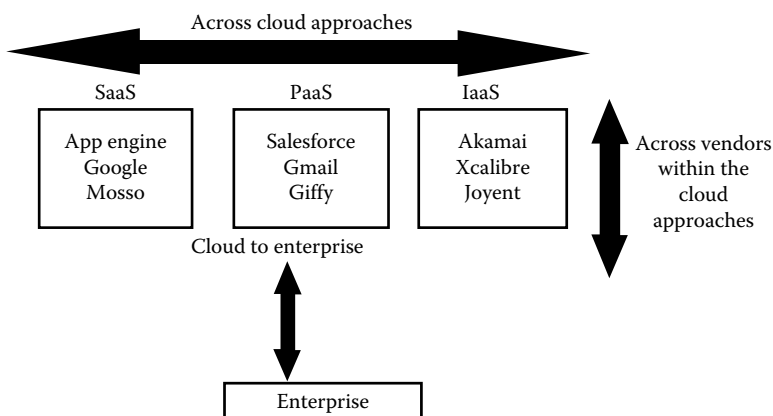 Across cloud approaches
SaaS
PaaS
IaaS
App engine
Google
Mosso
Salesforce
Gmail
Giffy
Akamai
Xcalibre
Joyent
Across vendors
within the
cloud
approaches
Cloud to enterprise
Enterprise